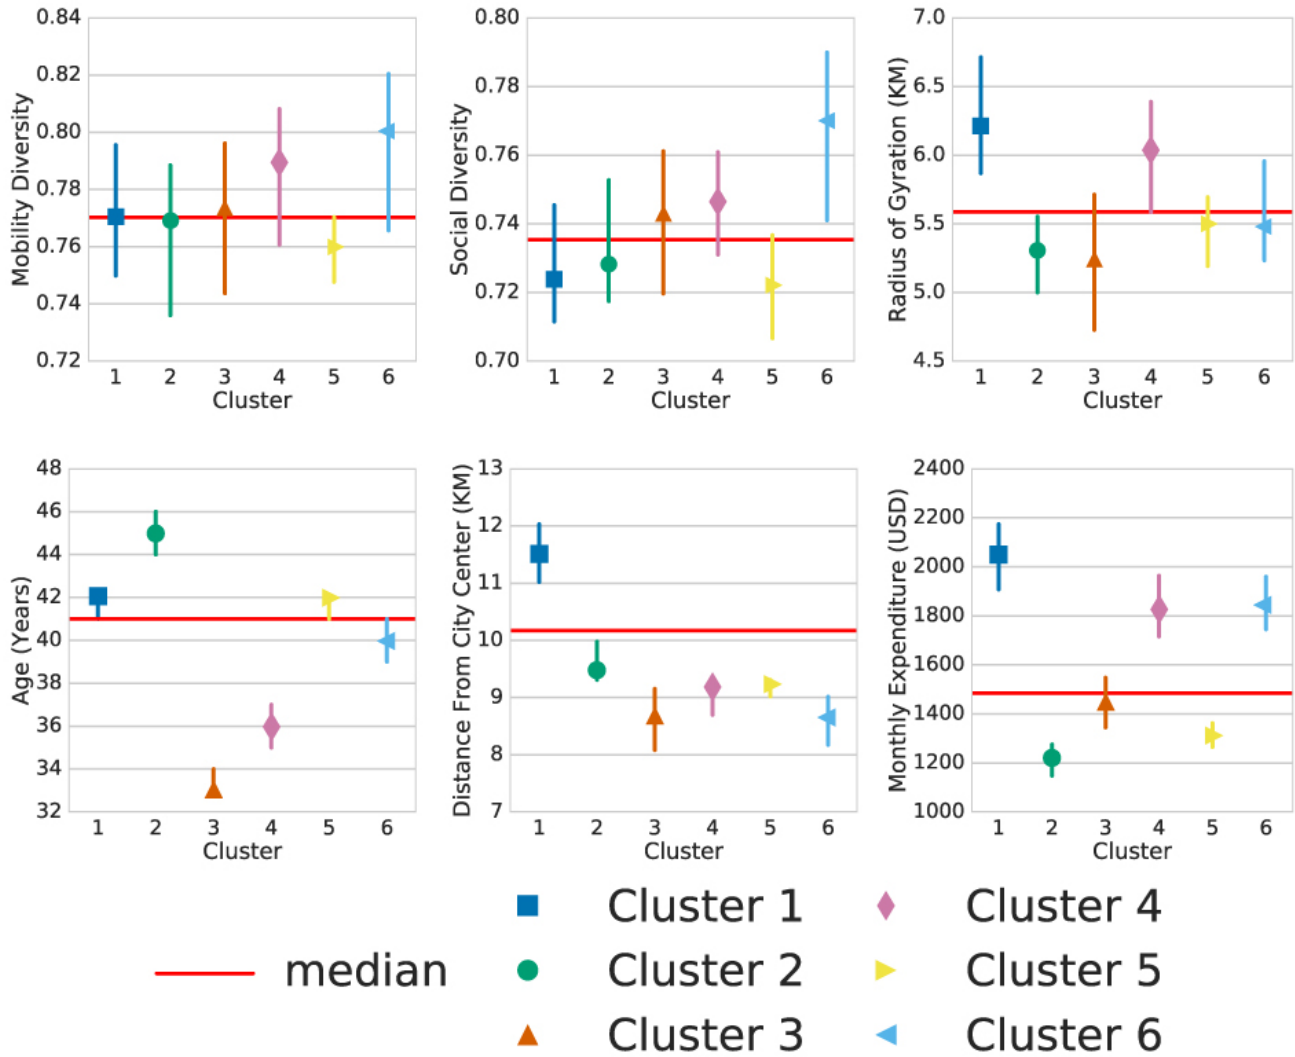 Mobility Diversity
0.84
0.82
0.80
0.78
0.76
0.74
0.72
1 2 3 4 5 6
Cluster
Social Diversity
0.80
0.78
0.76
0.74
0.72
0.70
1 2 3 4 5 6
Cluster
Radius of Gyration (KM)
7.0
6.5
6.0
5.5
5.0
4.5
1 2 3 4 5 6
Cluster
Age (Years)
48
46
44
42
40
38
36
34
32
1 2 3 4 5 6
Cluster
Distance From City Center (KM)
13
12
11
10
9
8
7
1 2 3 4 5 6
Cluster
Monthly Expenditure (USD)
2400
2200
2000
1800
1600
1400
1200
1000
1 2 3 4 5 6
Cluster
median
Cluster 1
Cluster 2
Cluster 3
Cluster 4
Cluster 5
Cluster 6